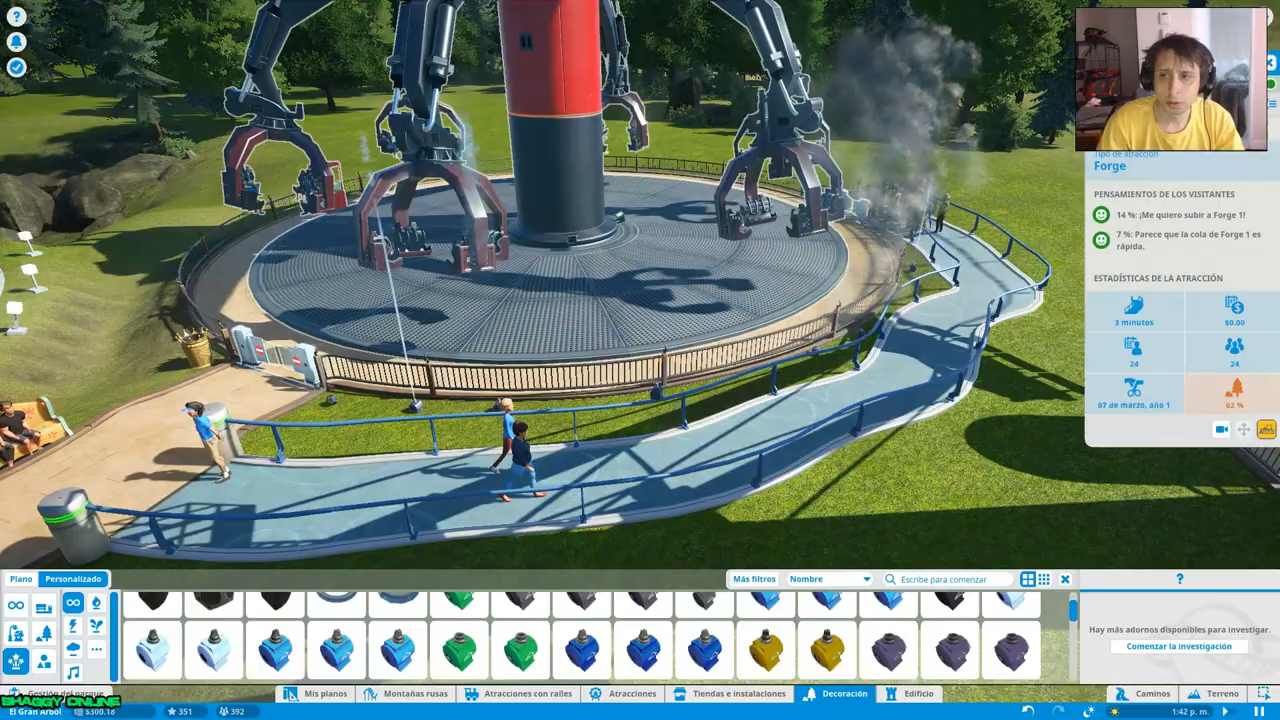 Tipo de atracción
Forge
PENSAMIENTOS DE LOS VISITANTES
14 %: ¡Me quiero subir a Forge 1!
7 %: Parece que la cola de Forge 1 es
rápida.
ESTADÍSTICAS DE LA ATRACCIÓN
3 minutos
$0.00
24
24
07 de marzo, año 1
62 %
Plano
Personalizado
Más filtros
Nombre
Escribe para comenzar
?
Hay más adornos disponibles para investigar.
Comenzar la investigación
Gestión del parque
Mis planos
Montañas rusas
Atracciones con raíles
Atracciones
Tiendas e instalaciones
Decoración
Edificio
Caminos
Terreno
SHAGGY ONLINE
El Gran Árbol
$300.18
351
392
1:42 p. m.